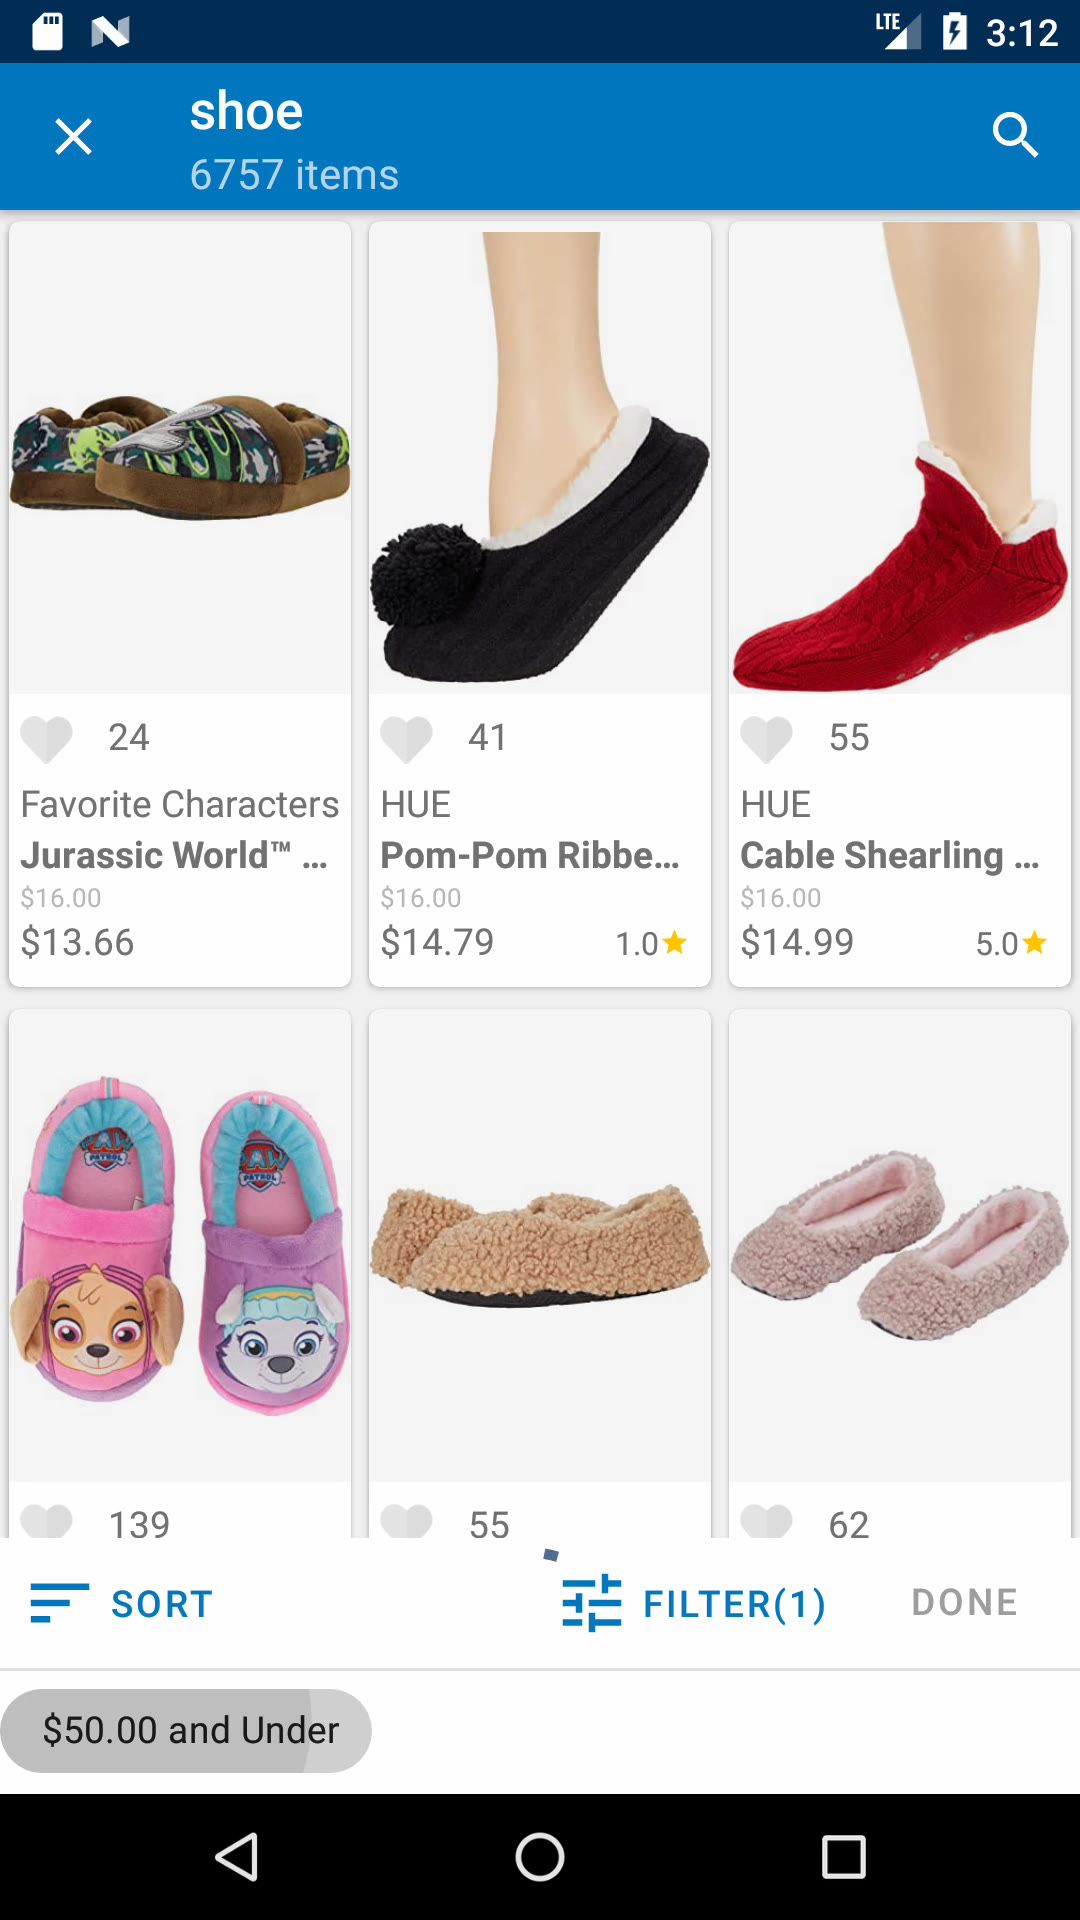 LTE 3:12
shoe
6757 items
24
41
55
Favorite Characters
HUE
HUE
Jurassic World™ ...
Pom-Pom Ribbe...
Cable Shearling ...
$16.00
$16.00
$16.00
$13.66
$14.79 1.0
$14.99 5.0
PAW
PATROL
PAW
PATROL
139
55
62
SORT
FILTER(1)
DONE
$50.00 and Under